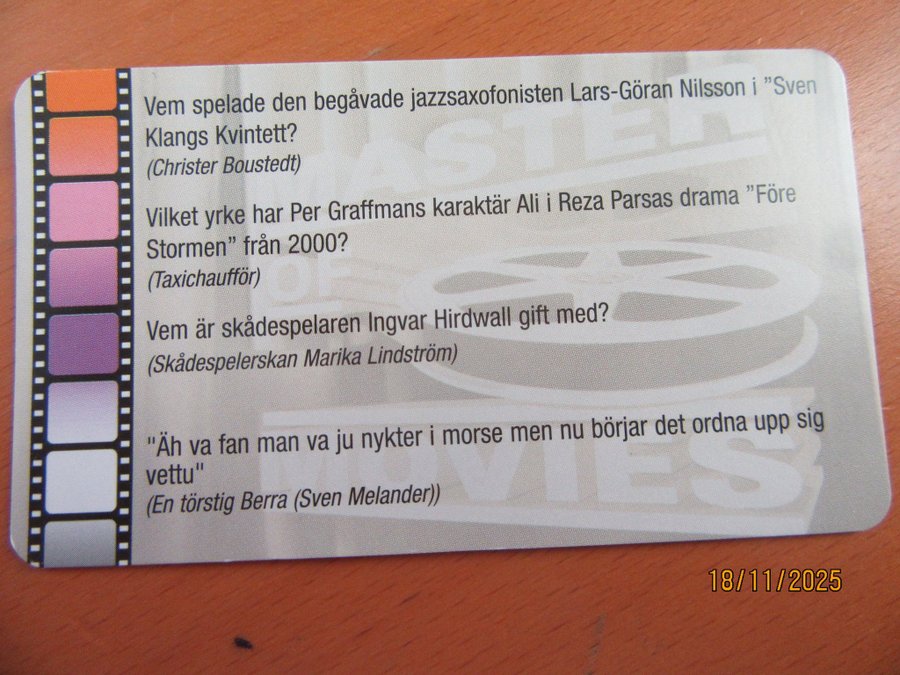 Vem spelade den begåvade jazzsaxofonisten Lars-Göran Nilsson i ”Sven
Klangs Kvintett?
(Christer Boustedt)
Vilket yrke har Per Graffmans karaktär Ali i Reza Parsas drama ”Före
Stormen” från 2000?
(Taxichaufför)
Vem är skådespelaren Ingvar Hirdwall gift med?
(Skådespelerskan Marika Lindström)
"Äh va fan man va ju nykter i morse men nu börjar det ordna upp sig
vettu"
(En törstig Berra (Sven Melander))
MASTER
OF
MOVIES
18/11/2025